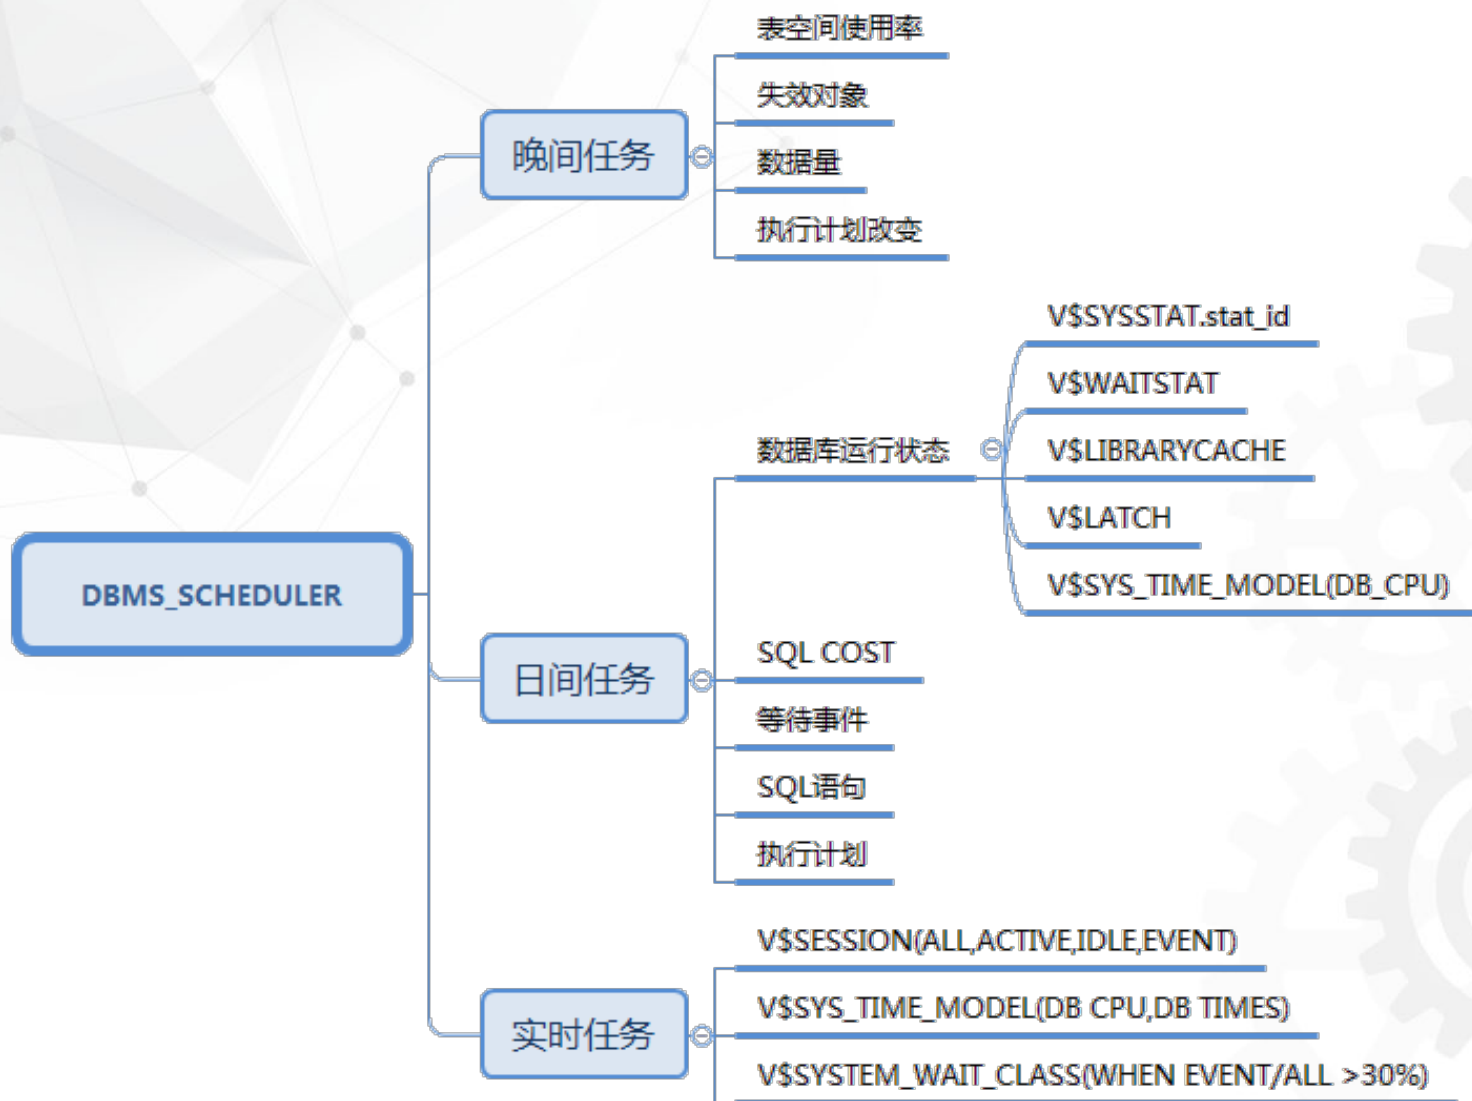 DBMS_SCHEDULER
晚间任务
表空间使用率
失效对象
数据量
执行计划改变
日间任务
数据库运行状态
V$SYSSTAT.stat_id
V$WAITSTAT
V$LIBRARYCACHE
V$LATCH
V$SYS_TIME_MODEL(DB_CPU)
SQL COST
等待事件
SQL语句
执行计划
实时任务
V$SESSION(ALL,ACTIVE,IDLE,EVENT)
V$SYS_TIME_MODEL(DB CPU,DB TIMES)
V$SYSTEM_WAIT_CLASS(WHEN EVENT/ALL >30%)